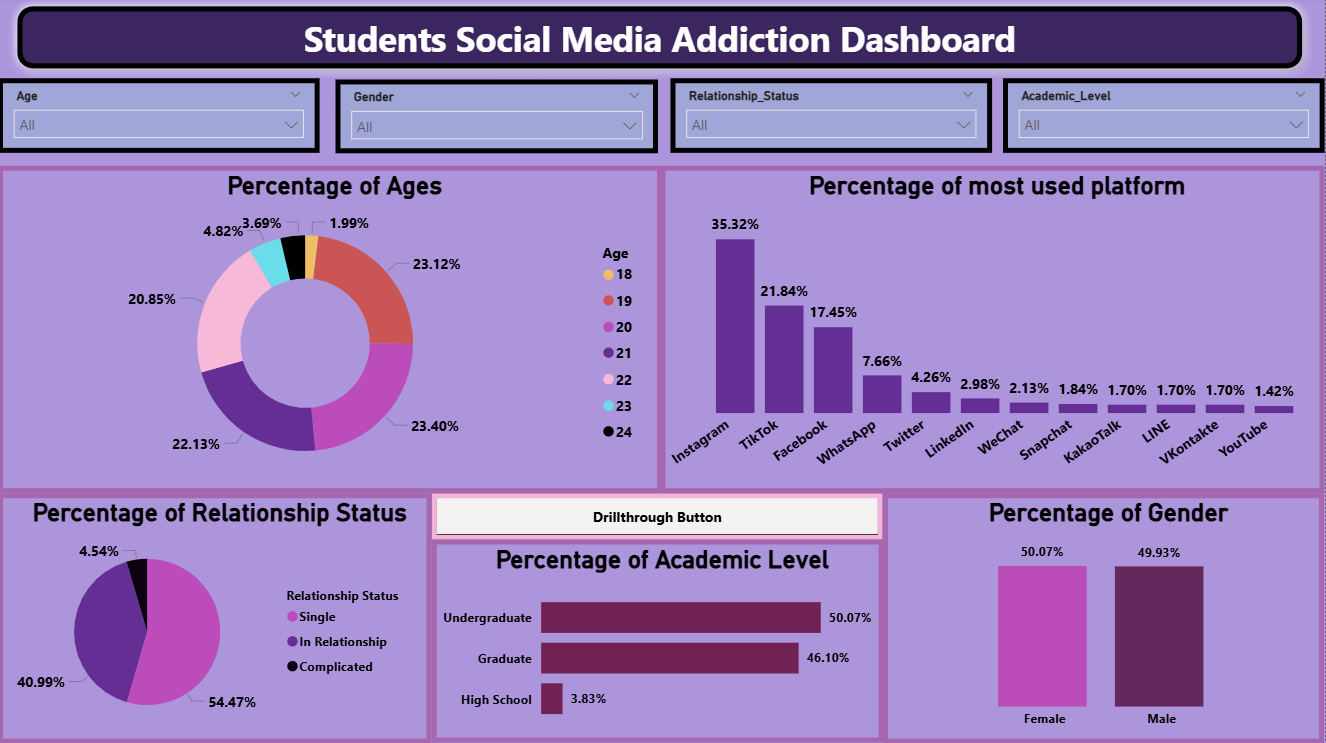 Students Social Media Addiction Dashboard
Age
All
Gender
All
Relationship_Status
All
Academic_Level
All
Percentage of Ages
3.69%
1.99%
4.82%
23.12%
20.85%
23.40%
22.13%
Age
18
19
20
21
22
23
24
Percentage of most used platform
35.32%
21.84%
17.45%
7.66%
4.26%
2.98%
2.13%
1.84%
1.70%
1.70%
1.70%
1.42%
Instagram
TikTok
Facebook
WhatsApp
Twitter
LinkedIn
WeChat
Snapchat
KakaoTalk
LINE
VKontakte
YouTube
Percentage of Relationship Status
4.54%
40.99%
54.47%
Relationship Status
Single
In Relationship
Complicated
Drillthrough Button
Percentage of Academic Level
Undergraduate 50.07%
Graduate 46.10%
High School 3.83%
Percentage of Gender
50.07%
49.93%
Female
Male